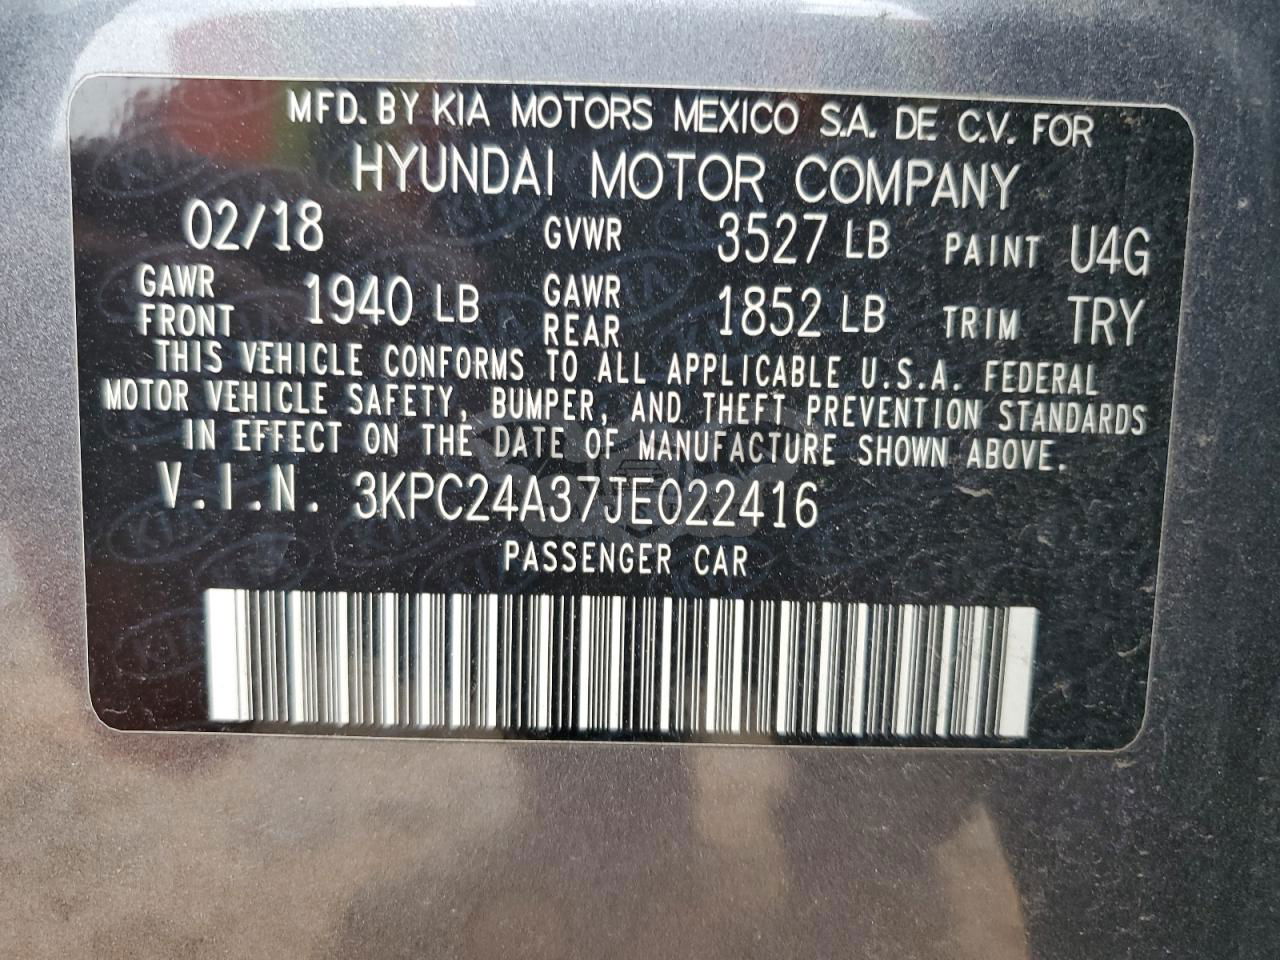 MFD. BY KIA MOTORS MEXICO S.A. DE C.V. FOR
HYUNDAI MOTOR COMPANY
02/18 GVWR 3527 LB PAINT U4G
GAWR FRONT 1940 LB GAWR REAR 1852 LB TRIM TRY
THIS VEHICLE CONFORMS TO ALL APPLICABLE U.S.A. FEDERAL
MOTOR VEHICLE SAFETY, BUMPER, AND THEFT PREVENTION STANDARDS
IN EFFECT ON THE DATE OF MANUFACTURE SHOWN ABOVE.
V.I.N. 3KPC24A37JE022416
PASSENGER CAR